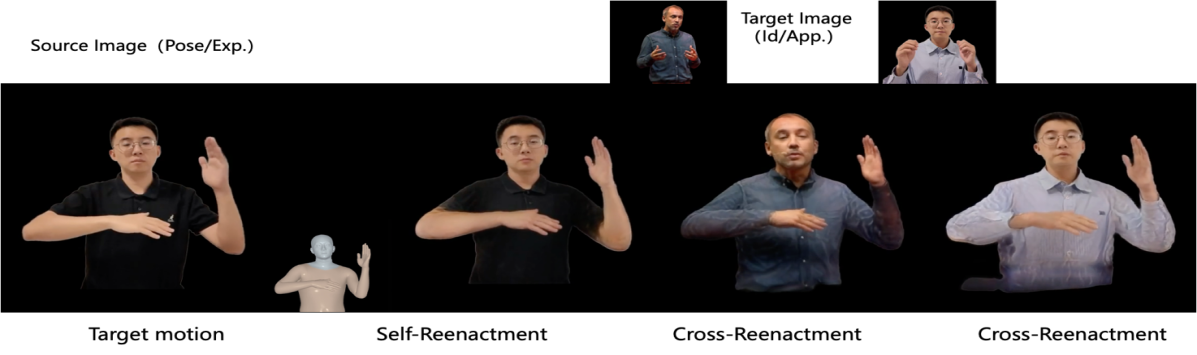 Source Image (Pose/Exp.)
Target Image
(Id/App.)
Target motion
Self-Reenactment
Cross-Reenactment
Cross-Reenactment